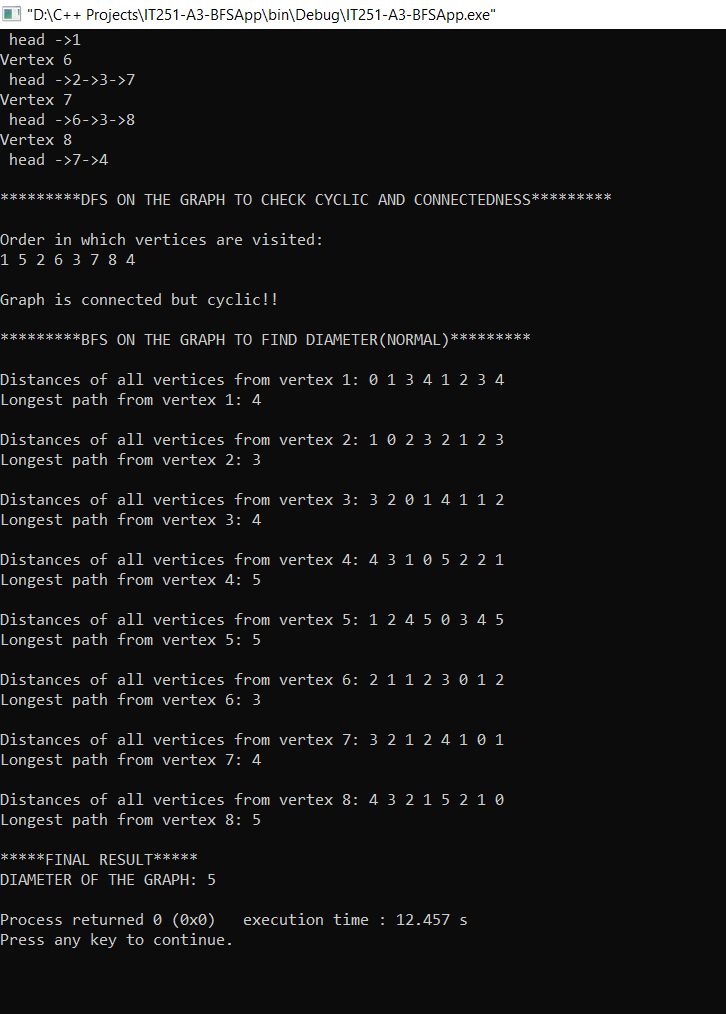 "D:\C++ Projects\IT251-A3-BFSApp\bin\Debug\IT251-A3-BFSApp.exe"
head ->1
Vertex 6
head ->2->3->7
Vertex 7
head ->6->3->8
Vertex 8
head ->7->4
*********DFS ON THE GRAPH TO CHECK CYCLIC AND CONNECTEDNESS*********
Order in which vertices are visited:
1 5 2 6 3 7 8 4
Graph is connected but cyclic!!
*********BFS ON THE GRAPH TO FIND DIAMETER(NORMAL)*********
Distances of all vertices from vertex 1: 0 1 3 4 1 2 3 4
Longest path from vertex 1: 4
Distances of all vertices from vertex 2: 1 0 2 3 2 1 2 3
Longest path from vertex 2: 3
Distances of all vertices from vertex 3: 3 2 0 1 4 1 1 2
Longest path from vertex 3: 4
Distances of all vertices from vertex 4: 4 3 1 0 5 2 2 1
Longest path from vertex 4: 5
Distances of all vertices from vertex 5: 1 2 4 5 0 3 4 5
Longest path from vertex 5: 5
Distances of all vertices from vertex 6: 2 1 1 2 3 0 1 2
Longest path from vertex 6: 3
Distances of all vertices from vertex 7: 3 2 1 2 4 1 0 1
Longest path from vertex 7: 4
Distances of all vertices from vertex 8: 4 3 2 1 5 2 1 0
Longest path from vertex 8: 5
*****FINAL RESULT*****
DIAMETER OF THE GRAPH: 5
Process returned 0 (0x0)   execution time : 12.457 s
Press any key to continue.